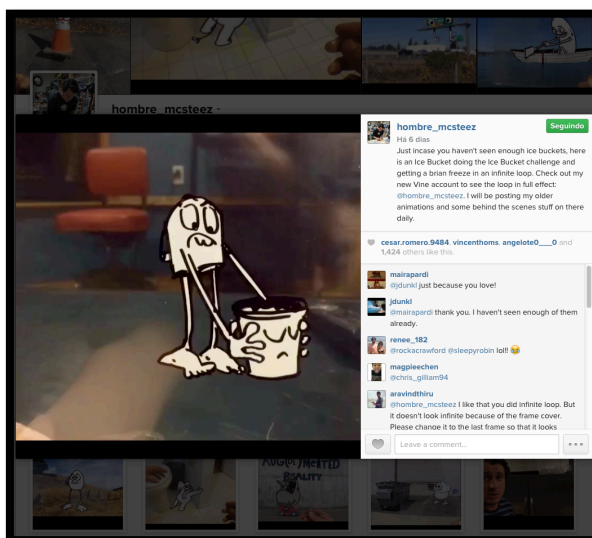 hombre_mcsteez
hombre_mcsteez
Seguindo
Há 6 dias
Just incase you haven't seen enough ice buckets, here
is an Ice Bucket doing the Ice Bucket challenge and
getting a brian freeze in an infinite loop. Check out my
new Vine account to see the loop in full effect:
@hombre_mcsteez. I will be posting my older
animations and some behind the scenes stuff on there
daily.
cesar.romero.9484, vincenthoms, angelote0___0 and
1,424 others like this.
mairapardi
@jdunkl just because you love!
jdunkl
@mairapardi thank you. I haven't seen enough of them
already.
renee_182
@rockacrawford @sleepyrobin lol!! 😂
magpieechen
@chris_gilliam94
aravindthiru
@hombre_mcsteez I like that you did infinite loop. But
it doesn't look infinite because of the frame cover.
Please change it to the last frame so that it looks
Leave a comment...
AUG(DE)MENTED
REALITY